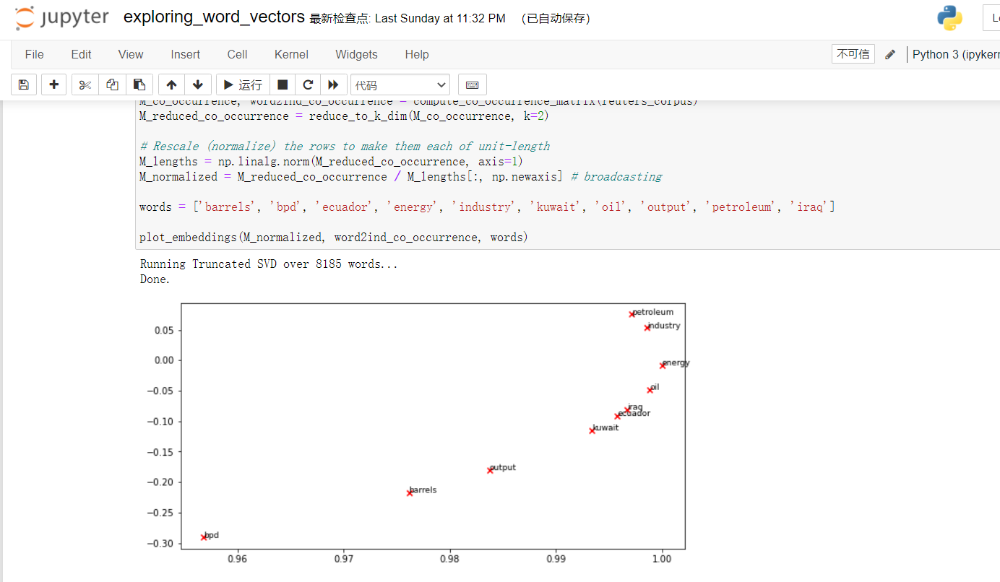 jupyter exploring_word_vectors 最新检查点: Last Sunday at 11:32 PM （已自动保存）
File Edit View Insert Cell Kernel Widgets Help 不可信 Python 3 (ipykern
运行 代码
M_co_occurrence, word2ind_co_occurrence = compute_co_occurrence_matrix(reuters_corpus)
M_reduced_co_occurrence = reduce_to_k_dim(M_co_occurrence, k=2)
# Rescale (normalize) the rows to make them each of unit-length
M_lengths = np.linalg.norm(M_reduced_co_occurrence, axis=1)
M_normalized = M_reduced_co_occurrence / M_lengths[:, np.newaxis] # broadcasting
words = ['barrels', 'bpd', 'ecuador', 'energy', 'industry', 'kuwait', 'oil', 'output', 'petroleum', 'iraq']
plot_embeddings(M_normalized, word2ind_co_occurrence, words)
Running Truncated SVD over 8185 words...
Done.
petroleum
industry
0.05
0.00
energy
oil
−0.05
iraq
ecuador
−0.10
kuwait
−0.15
output
−0.20
barrels
−0.25
bpd
−0.30
0.96 0.97 0.98 0.99 1.00